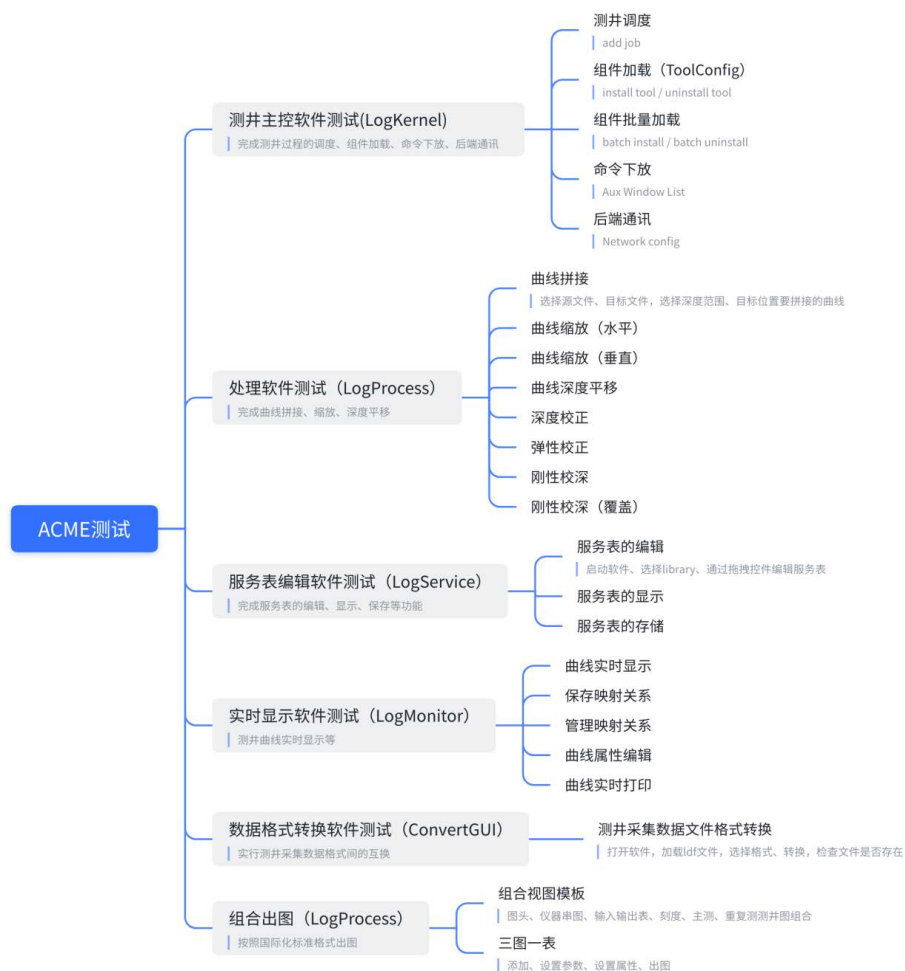 ACME测试
测井主控软件测试(LogKernel)
完成测井过程的调度、组件加载、命令下放、后端通讯
测井调度
add job
组件加载（ToolConfig）
install tool / uninstall tool
组件批量加载
batch install / batch uninstall
命令下放
Aux Window List
后端通讯
Network config
处理软件测试（LogProcess）
完成曲线拼接、缩放、深度平移
曲线拼接
选择源文件、目标文件，选择深度范围、目标位置要拼接的曲线
曲线缩放（水平）
曲线缩放（垂直）
曲线深度平移
深度校正
弹性校正
刚性校深
刚性校深（覆盖）
服务表编辑软件测试（LogService）
完成服务表的编辑、显示、保存等功能
服务表的编辑
启动软件、选择library、通过拖拽控件编辑服务表
服务表的显示
服务表的存储
实时显示软件测试（LogMonitor）
测井曲线实时显示等
曲线实时显示
保存映射关系
管理映射关系
曲线属性编辑
曲线实时打印
数据格式转换软件测试（ConvertGUI）
实行测井采集数据格式间的互换
测井采集数据文件格式转换
打开软件，加载ldf文件，选择格式、转换，检查文件是否存在
组合出图（LogProcess）
按照国际化标准格式出图
组合视图模板
图头、仪器串图、输入输出表、刻度、主测、重复测测井图组合
三图一表
添加、设置参数、设置属性、出图